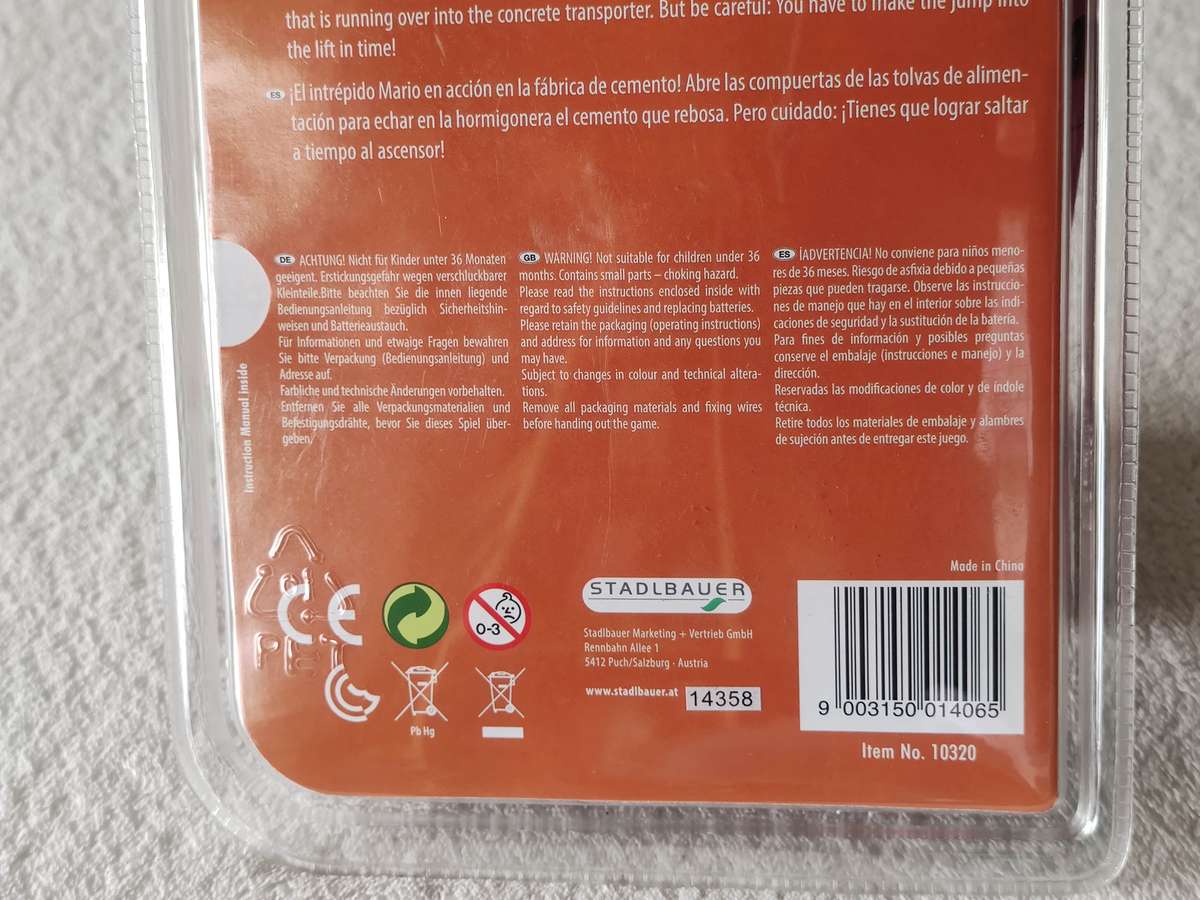 that is running over into the concrete transporter. But be careful: You have to make the jump into
the lift in time!
ES ¡El intrépido Mario en acción en la fábrica de cemento! Abre las compuertas de las tolvas de alimen-
tación para echar en la hormigonera el cemento que rebosa. Pero cuidado: ¡Tienes que lograr saltar
a tiempo al ascensor!
DE ACHTUNG! Nicht für Kinder unter 36 Monaten
geeignet. Erstickungsgefahr wegen verschluckbarer
Kleinteile.Bitte beachten Sie die innen liegende
Bedienungsanleitung bezüglich Sicherheitshin-
weisen und Batterieaustausch.
Für Informationen und etwaige Fragen bewahren
Sie bitte Verpackung (Bedienungsanleitung) und
Adresse auf.
Farbliche und technische Änderungen vorbehalten.
Entfernen Sie alle Verpackungsmaterialien und
Befestigungsdrähte, bevor Sie dieses Spiel über-
geben.
GB WARNING! Not suitable for children under 36
months. Contains small parts – choking hazard.
Please read the instructions enclosed inside with
regard to safety guidelines and replacing batteries.
Please retain the packaging (operating instructions)
and address for information and any questions you
may have.
Subject to changes in colour and technical altera-
tions.
Remove all packaging materials and fixing wires
before handing out the game.
ES ¡ADVERTENCIA! No conviene para niños meno-
res de 36 meses. Riesgo de asfixia debido a pequeñas
piezas que pueden tragarse. Observe las instruccio-
nes de manejo que hay en el interior sobre las indi-
caciones de seguridad y la sustitución de la batería.
Para fines de información y posibles preguntas
conserve el embalaje (instrucciones e manejo) y la
dirección.
Reservadas las modificaciones de color y de índole
técnica.
Retire todos los materiales de embalaje y alambres
de sujeción antes de entregar este juego.
Instruction Manual inside
PET
CE
0-3
Pb Hg
STADLBAUER
Stadlbauer Marketing + Vertrieb GmbH
Rennbahn Allee 1
5412 Puch/Salzburg · Austria
www.stadlbauer.at 14358
Made in China
9 003150 014065
Item No. 10320